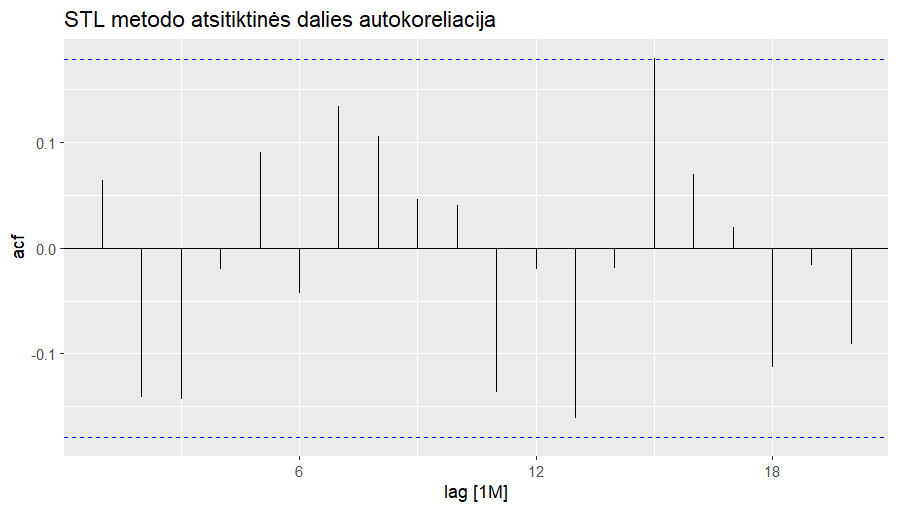 STL metodo atsitiktinės dalies autokoreliacija
0.1
0.0
-0.1
acf
6 12 18
lag [1M]